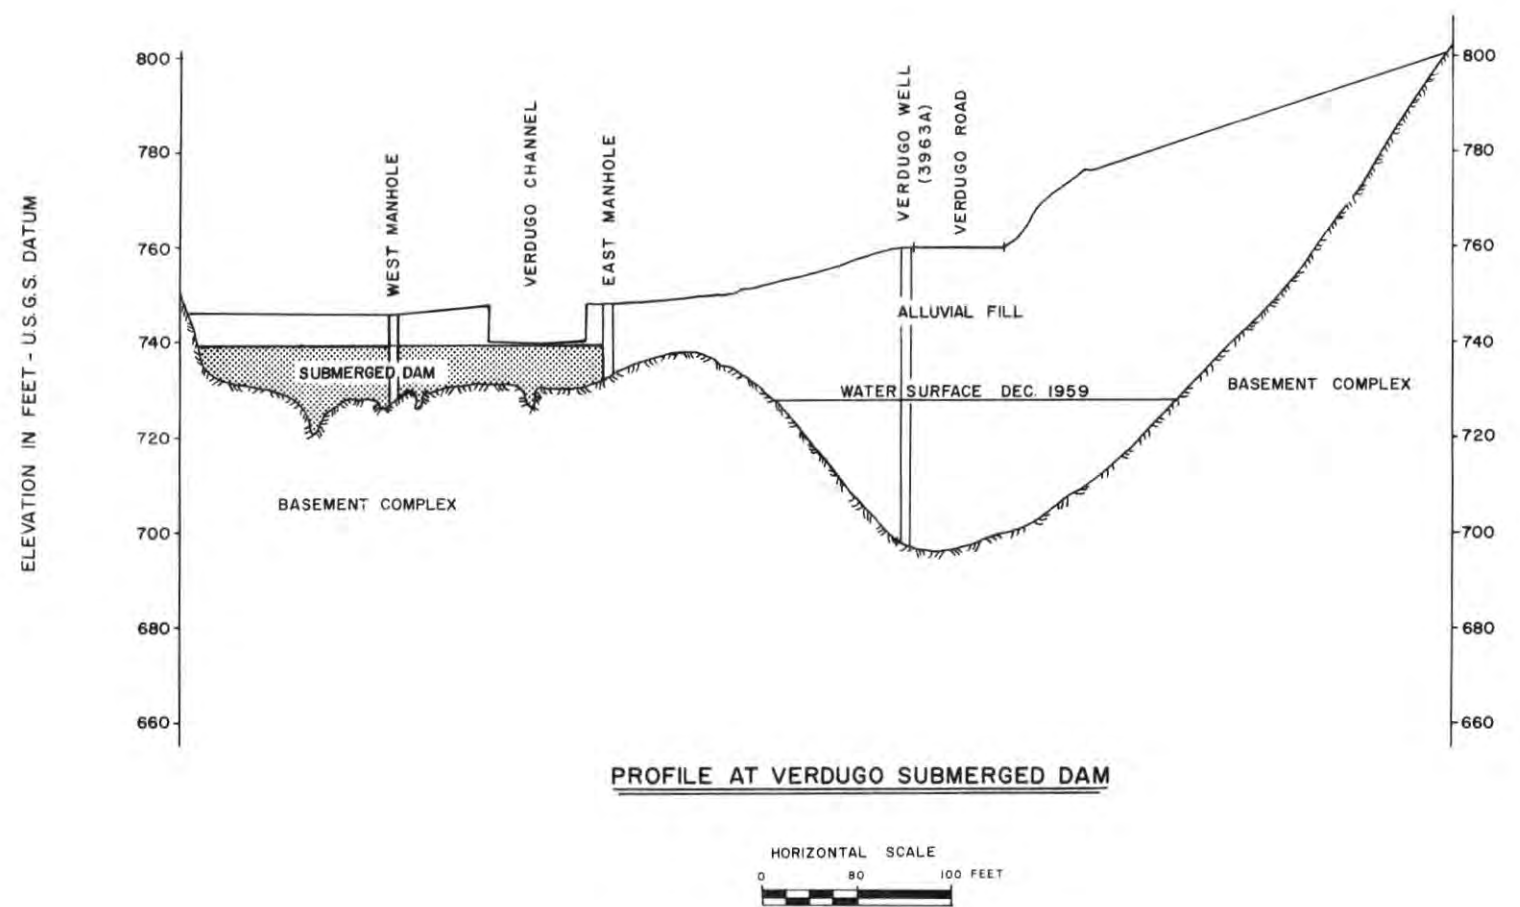 ELEVATION IN FEET - U.S.G.S. DATUM
800
780
760
740
720
700
680
660
WEST MANHOLE
VERDUGO CHANNEL
EAST MANHOLE
VERDUGO WELL
(3963A)
VERDUGO ROAD
800
780
760
740
720
700
680
660
ALLUVIAL FILL
SUBMERGED DAM
WATER SURFACE DEC. 1959
BASEMENT COMPLEX
BASEMENT COMPLEX
PROFILE AT VERDUGO SUBMERGED DAM
HORIZONTAL SCALE
0 80 100 FEET